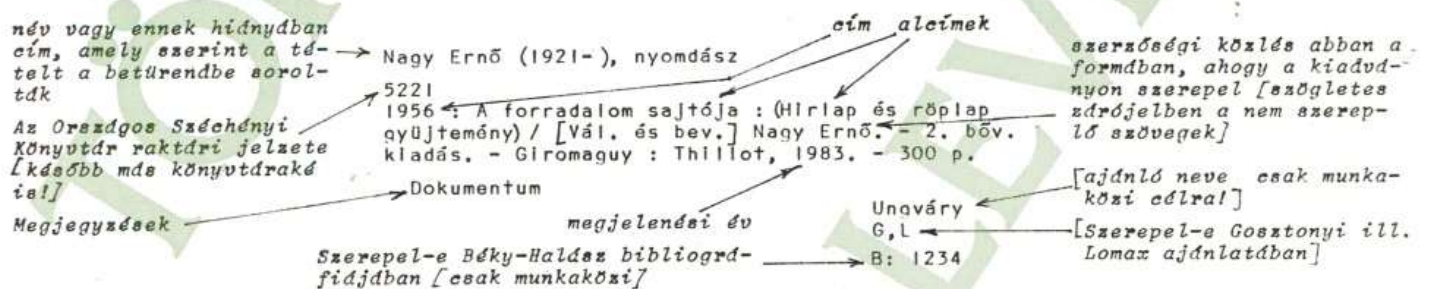 név vagy ennek hiányában
cím, amely szerint a té-
telt a betűrendbe sorol-
ták
Az Országos Széchényi
Könyvtár raktári jelzete
[később más könyvtáraké
is!]
Megjegyzések
cím alcímek
Nagy Ernő (1921- ), nyomdász
5221
1956 : A forradalom sajtója : (Hirlap és röplap
gyüjtemény) / [Vál. és bev.] Nagy Ernő. - 2. bőv.
kiadás. - Giromaguy : Thillot, 1983. - 300 p.
Dokumentum
megjelenési év
Szerepel-e Béky-Halász bibliográ-
fiájában [csak munkaközi]
Ungváry
G,L
B: 1234
szerzőségi közlés abban a
formában, ahogy a kiadvá-
nyon szerepel [szögletes
zárójelben a nem szerep-
lő szövegek]
[ajánló neve csak munka-
közi célra!]
[Szerepel-e Gosztonyi ill.
Lomax ajánlatában]